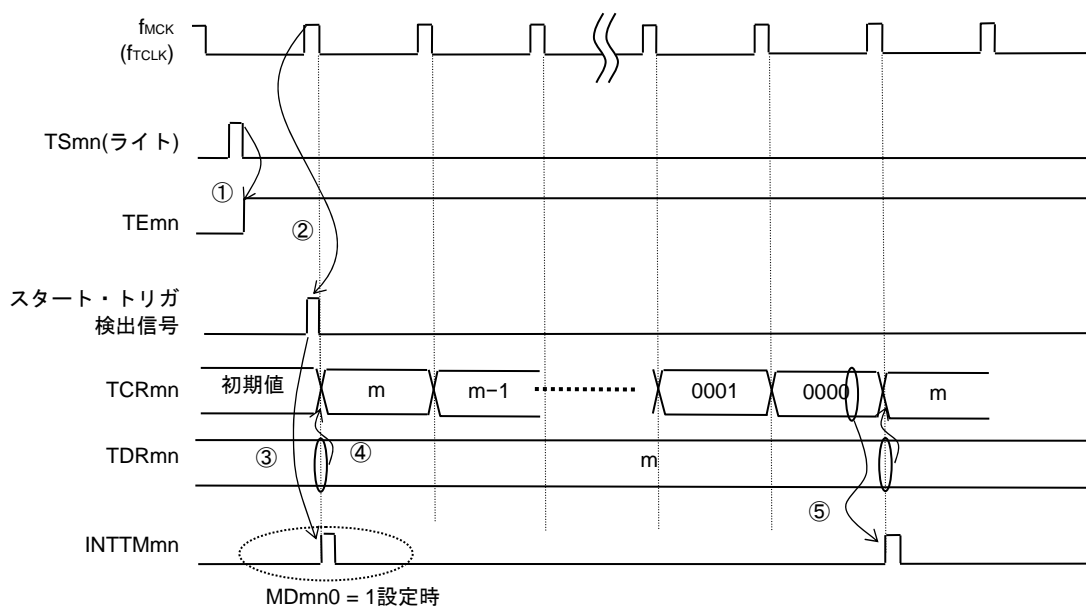 fMCK
(fTCLK)
TSmn(ライト)
①
TEmn
②
スタート・トリガ
検出信号
TCRmn 初期値 m m−1 0001 0000 m
TDRmn ③ ④ m
⑤
INTTMmn
MDmn0 = 1設定時